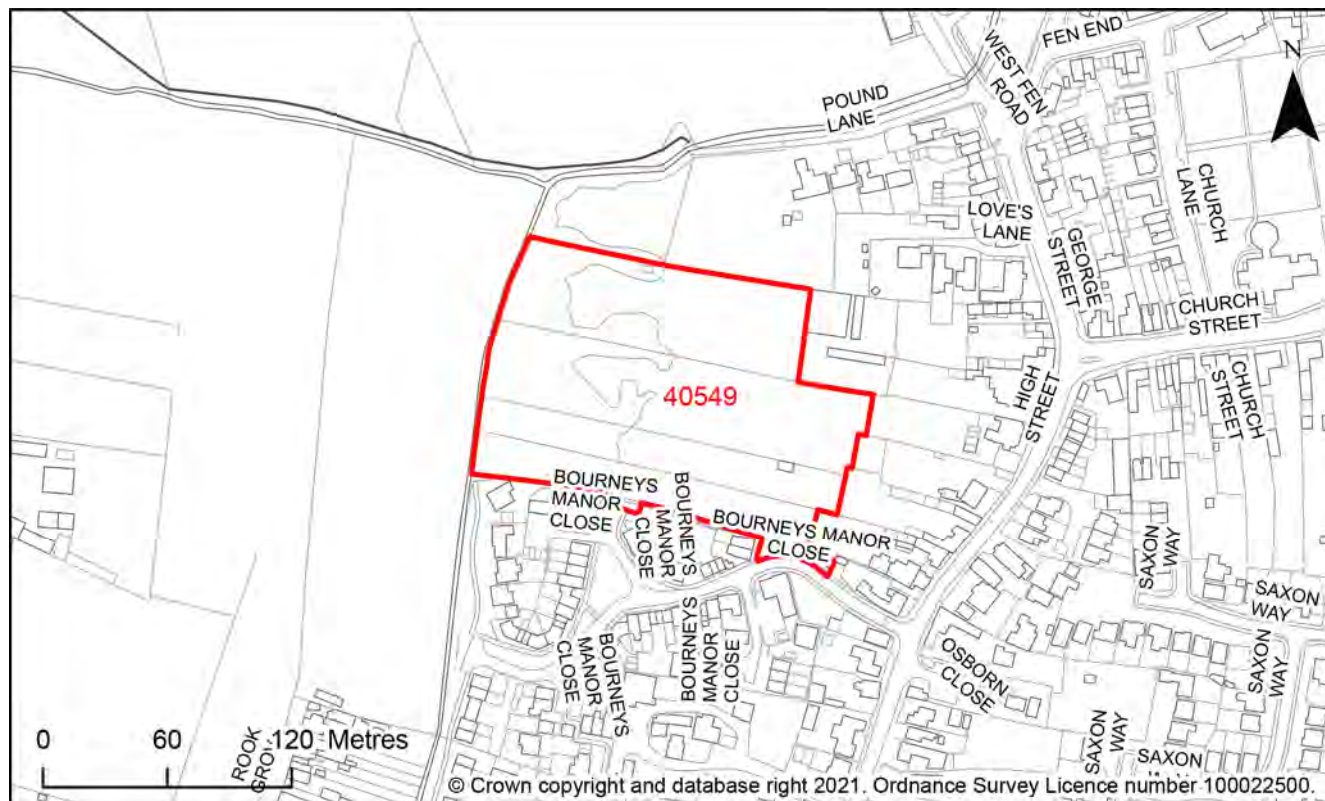 FEN END
WEST FEN
ROAD
N
POUND
LANE
CHURCH
LANE
LOVE'S
LANE
GEORGE
STREET
CHURCH
STREET
HIGH
STREET
CHURCH
STREET
40549
BOURNEYS
MANOR
CLOSE
BOURNEYS
MANOR
CLOSE
BOURNEYS MANOR
CLOSE
SAXON
WAY
SAXON
WAY
SAXON
WAY
OSBORN
CLOSE
BOURNEYS
MANOR
CLOSE
BOURNEYS
MANOR
CLOSE
SAXON
WAY
SAXON
WAY
ROOK
GRO
0 60 120 Metres
© Crown copyright and database right 2021. Ordnance Survey Licence number 100022500.